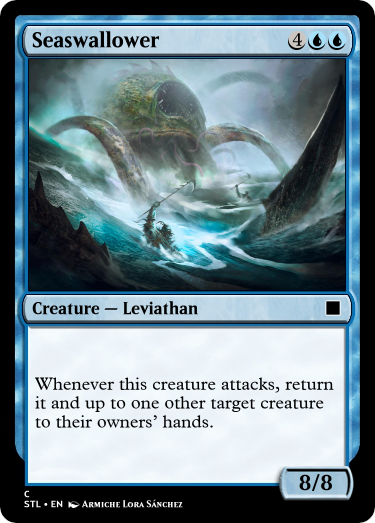 Seaswallower
4
Creature — Leviathan
Whenever this creature attacks, return
it and up to one other target creature
to their owners' hands.
8/8
C
STL • EN Armiche Lora Sánchez